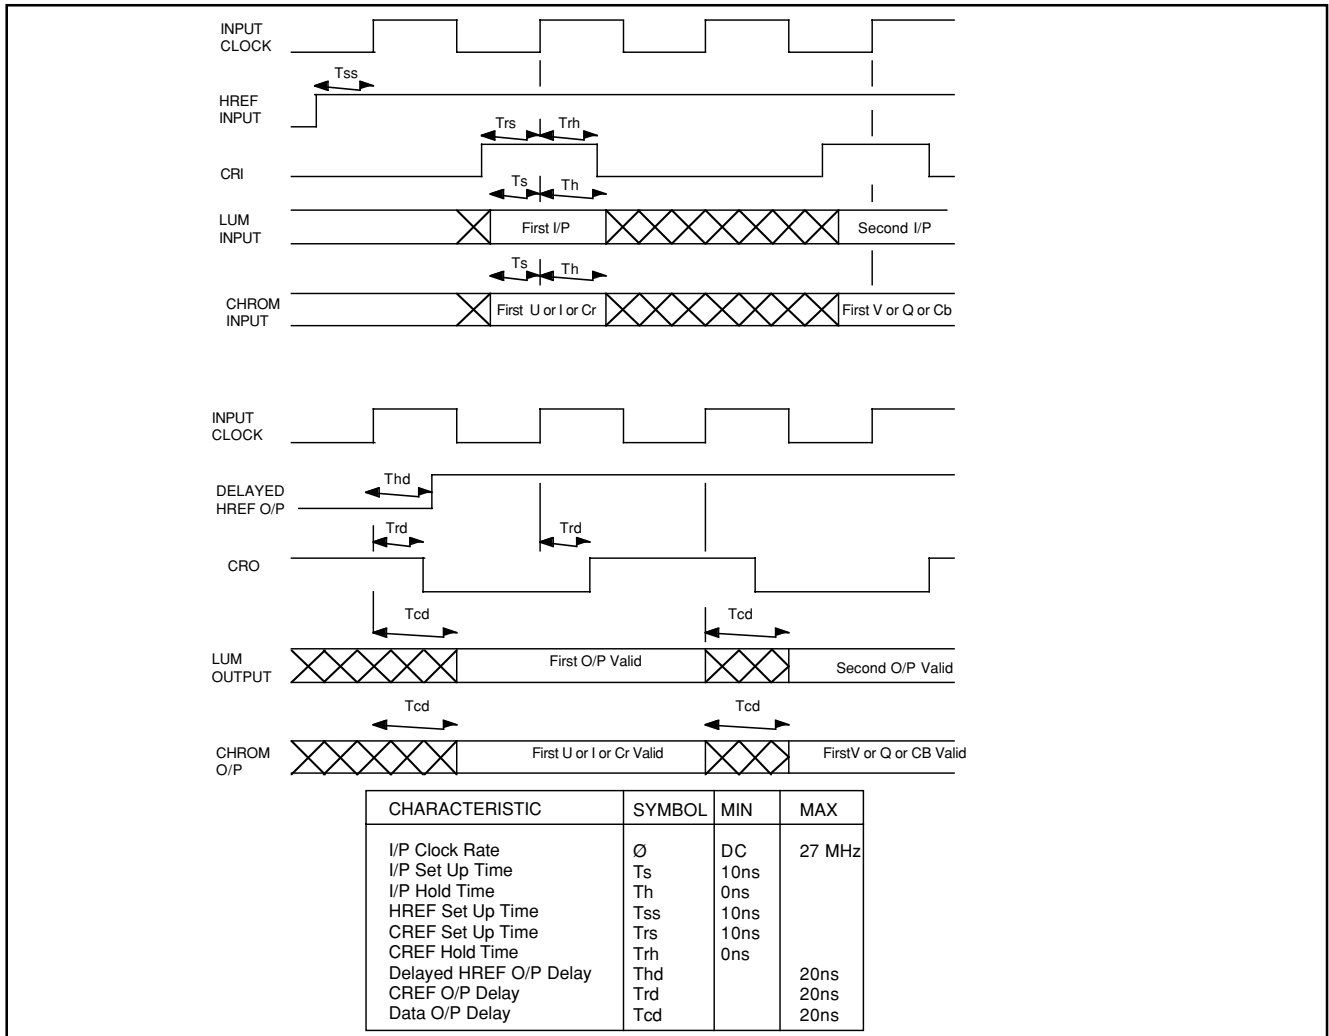 INPUT
CLOCK
Tss
HREF
INPUT
Trs Trh
CRI
Ts Th
LUM
INPUT
First I/P Second I/P
Ts Th
CHROM
INPUT
First U or I or Cr First V or Q or Cb
INPUT
CLOCK
Thd
DELAYED
HREF O/P
Trd Trd
CRO
Tcd Tcd
LUM
OUTPUT
First O/P Valid Second O/P Valid
Tcd Tcd
CHROM
O/P
First U or I or Cr Valid FirstV or Q or CB Valid
CHARACTERISTIC SYMBOL MIN MAX
I/P Clock Rate Ø DC 27 MHz
I/P Set Up Time Ts 10ns
I/P Hold Time Th 0ns
HREF Set Up Time Tss 10ns
CREF Set Up Time Trs 10ns
CREF Hold Time Trh 0ns
Delayed HREF O/P Delay Thd 20ns
CREF O/P Delay Trd 20ns
Data O/P Delay Tcd 20ns